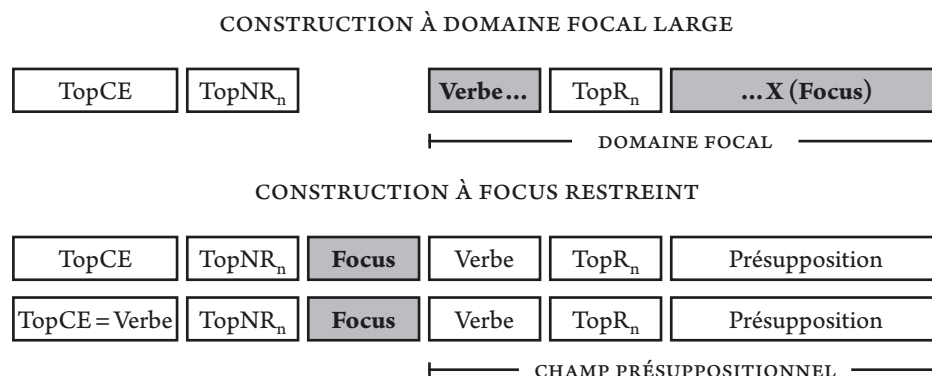 CONSTRUCTION À DOMAINE FOCAL LARGE
TopCE TopNRₙ Verbe… TopRₙ …X (Focus)
DOMAINE FOCAL
CONSTRUCTION À FOCUS RESTREINT
TopCE TopNRₙ Focus Verbe TopRₙ Présupposition
TopCE = Verbe TopNRₙ Focus Verbe TopRₙ Présupposition
CHAMP PRÉSUPPOSITIONNEL